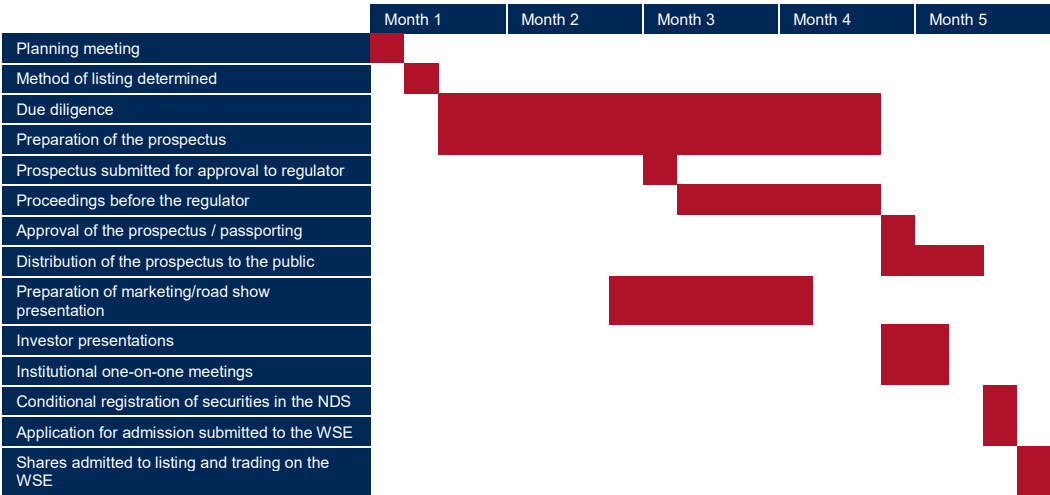 Month 1 Month 2 Month 3 Month 4 Month 5
Planning meeting
Method of listing determined
Due diligence
Preparation of the prospectus
Prospectus submitted for approval to regulator
Proceedings before the regulator
Approval of the prospectus / passporting
Distribution of the prospectus to the public
Preparation of marketing/road show
presentation
Investor presentations
Institutional one-on-one meetings
Conditional registration of securities in the NDS
Application for admission submitted to the WSE
Shares admitted to listing and trading on the
WSE